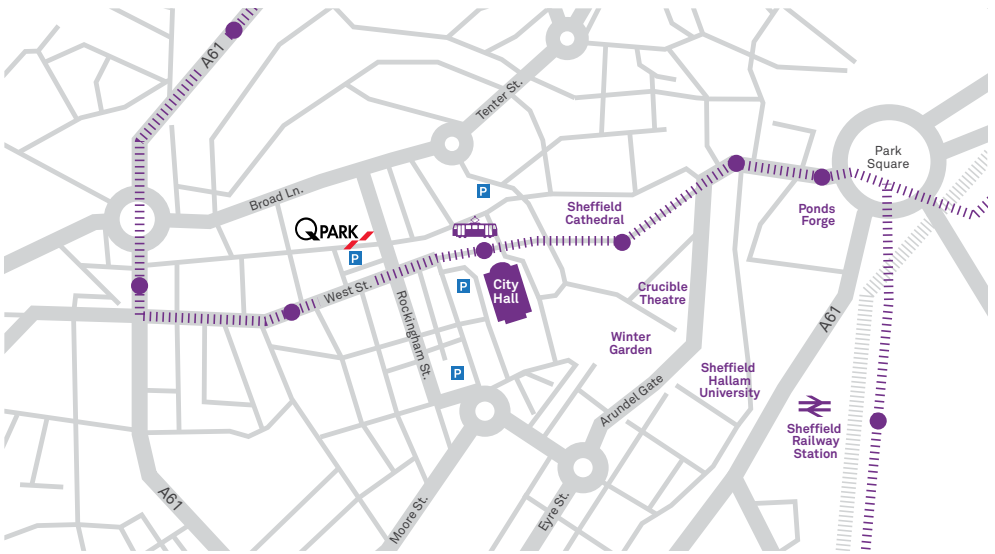 A61
Tenter St.
Park
Square
Broad Ln.
P
Sheffield
Cathedral
Ponds
Forge
Q PARK
P
West St.
P
City
Hall
Crucible
Theatre
Rockingham St.
A61
Winter
Garden
P
Sheffield
Hallam
University
Arundel Gate
Sheffield
Railway
Station
A61
Moore St.
Eyre St.